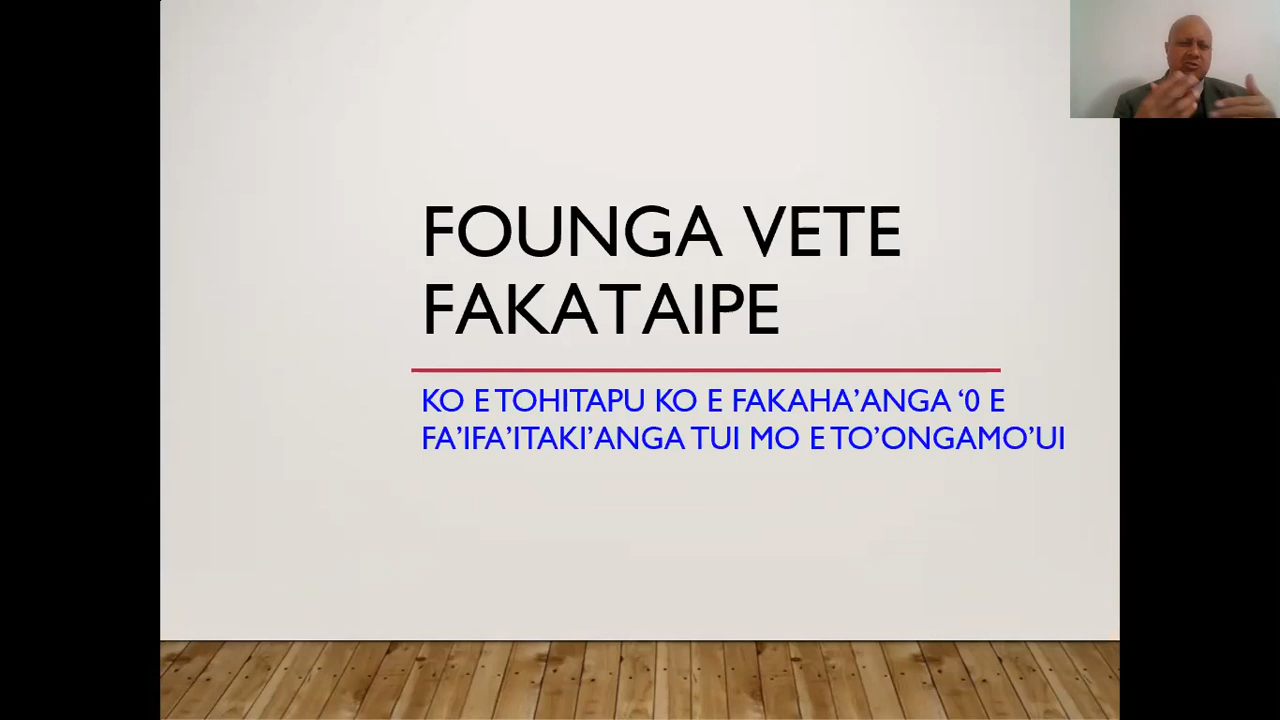 FOUNGA VETE
FAKATAIPE
KO E TOHITAPU KO E FAKAHA’ANGA ‘0 E
FA’IFA’ITAKI’ANGA TUI MO E TO’ONGAMO’UI